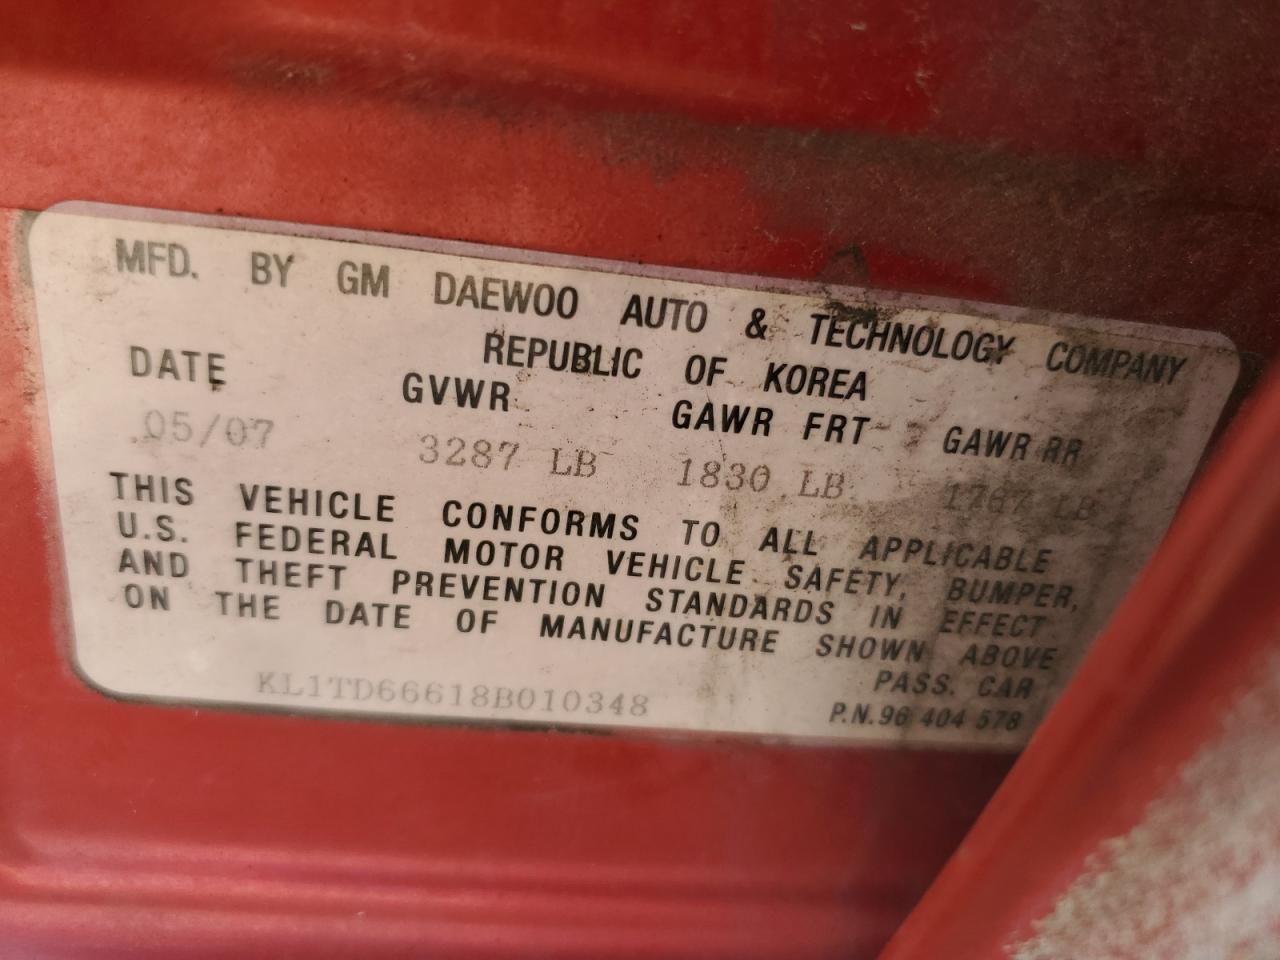 MFD. BY GM DAEWOO AUTO & TECHNOLOGY COMPANY
REPUBLIC OF KOREA
DATE GVWR GAWR FRT GAWR RR
05/07 3287 LB 1830 LB 1767 LB
THIS VEHICLE CONFORMS TO ALL APPLICABLE
U.S. FEDERAL MOTOR VEHICLE SAFETY, BUMPER,
AND THEFT PREVENTION STANDARDS IN EFFECT
ON THE DATE OF MANUFACTURE SHOWN ABOVE
PASS. CAR
KL1TD66618B010348 P.N.96 404 578